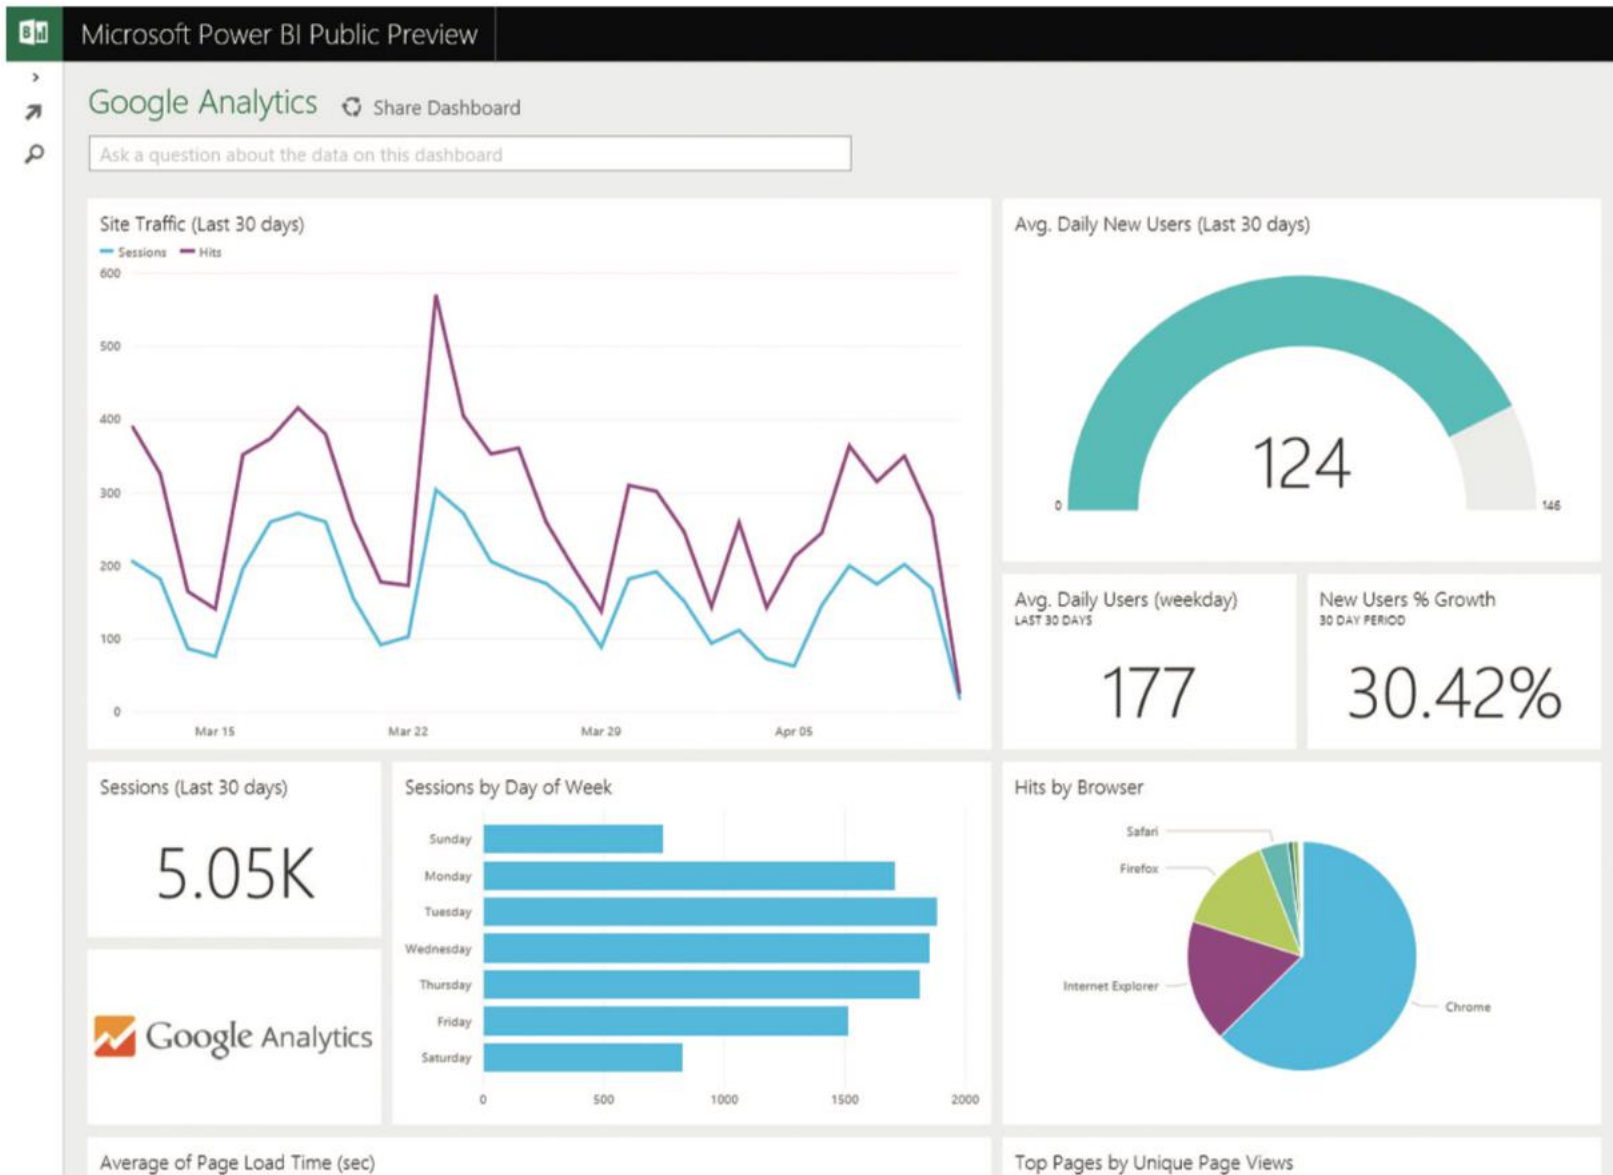 Microsoft Power BI Public Preview
Google Analytics
Share Dashboard
Ask a question about the data on this dashboard
Site Traffic (Last 30 days)
Sessions Hits
600
500
400
300
200
100
0
Mar 15 Mar 22 Mar 29 Apr 05
Avg. Daily New Users (Last 30 days)
124
0 146
Avg. Daily Users (weekday)
LAST 30 DAYS
177
New Users % Growth
30 DAY PERIOD
30.42%
Sessions (Last 30 days)
5.05K
Google Analytics
Sessions by Day of Week
Sunday
Monday
Tuesday
Wednesday
Thursday
Friday
Saturday
0 500 1000 1500 2000
Hits by Browser
Safari
Firefox
Internet Explorer
Chrome
Average of Page Load Time (sec)
Top Pages by Unique Page Views